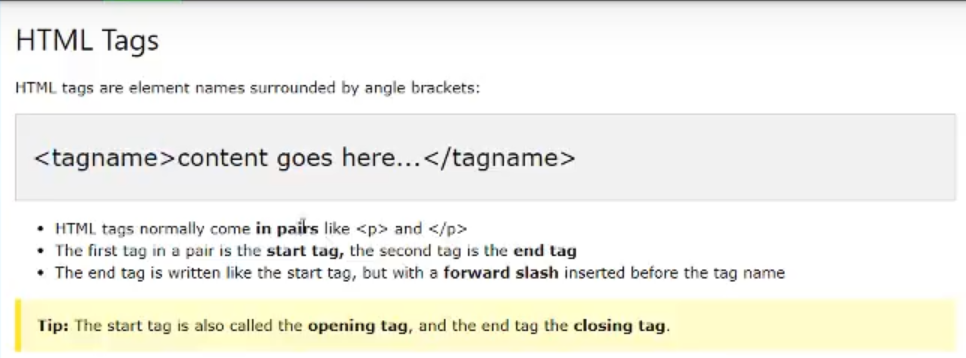 HTML Tags
HTML tags are element names surrounded by angle brackets:
<tagname>content goes here...</tagname>
• HTML tags normally come in pairs like <p> and </p>
• The first tag in a pair is the start tag, the second tag is the end tag
• The end tag is written like the start tag, but with a forward slash inserted before the tag name
Tip: The start tag is also called the opening tag, and the end tag the closing tag.